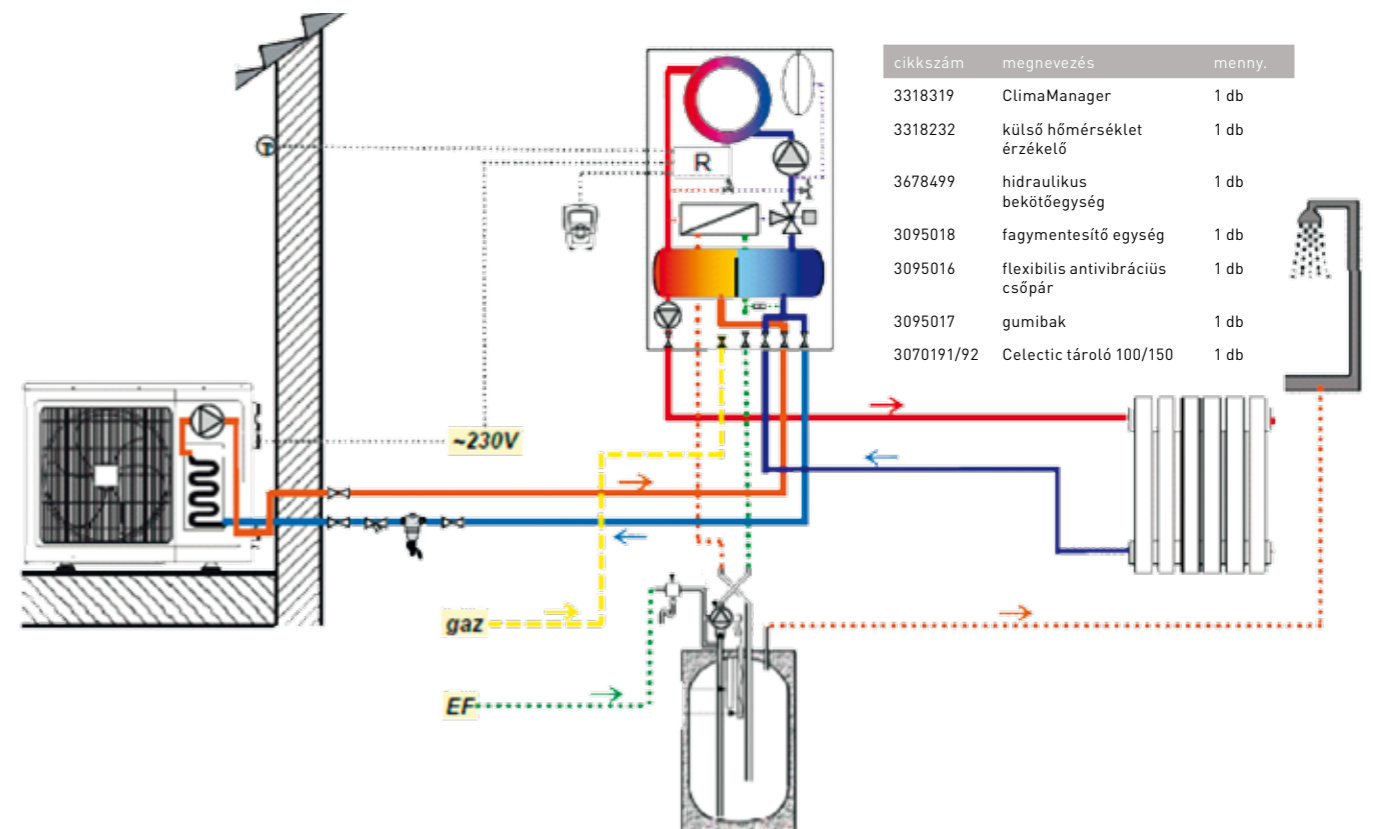 cikkszám megnevezés menny.
3318319 ClimaManager 1 db
3318232 külső hőmérséklet 1 db
érzékelő
3678499 hidraulikus 1 db
bekötőegység
3095018 fagymentesítő egység 1 db
3095016 flexibilis antivibráciüs 1 db
csőpár
3095017 gumibak 1 db
3070191/92 Celectic tároló 100/150 1 db
T
R
~230V
gaz
EF